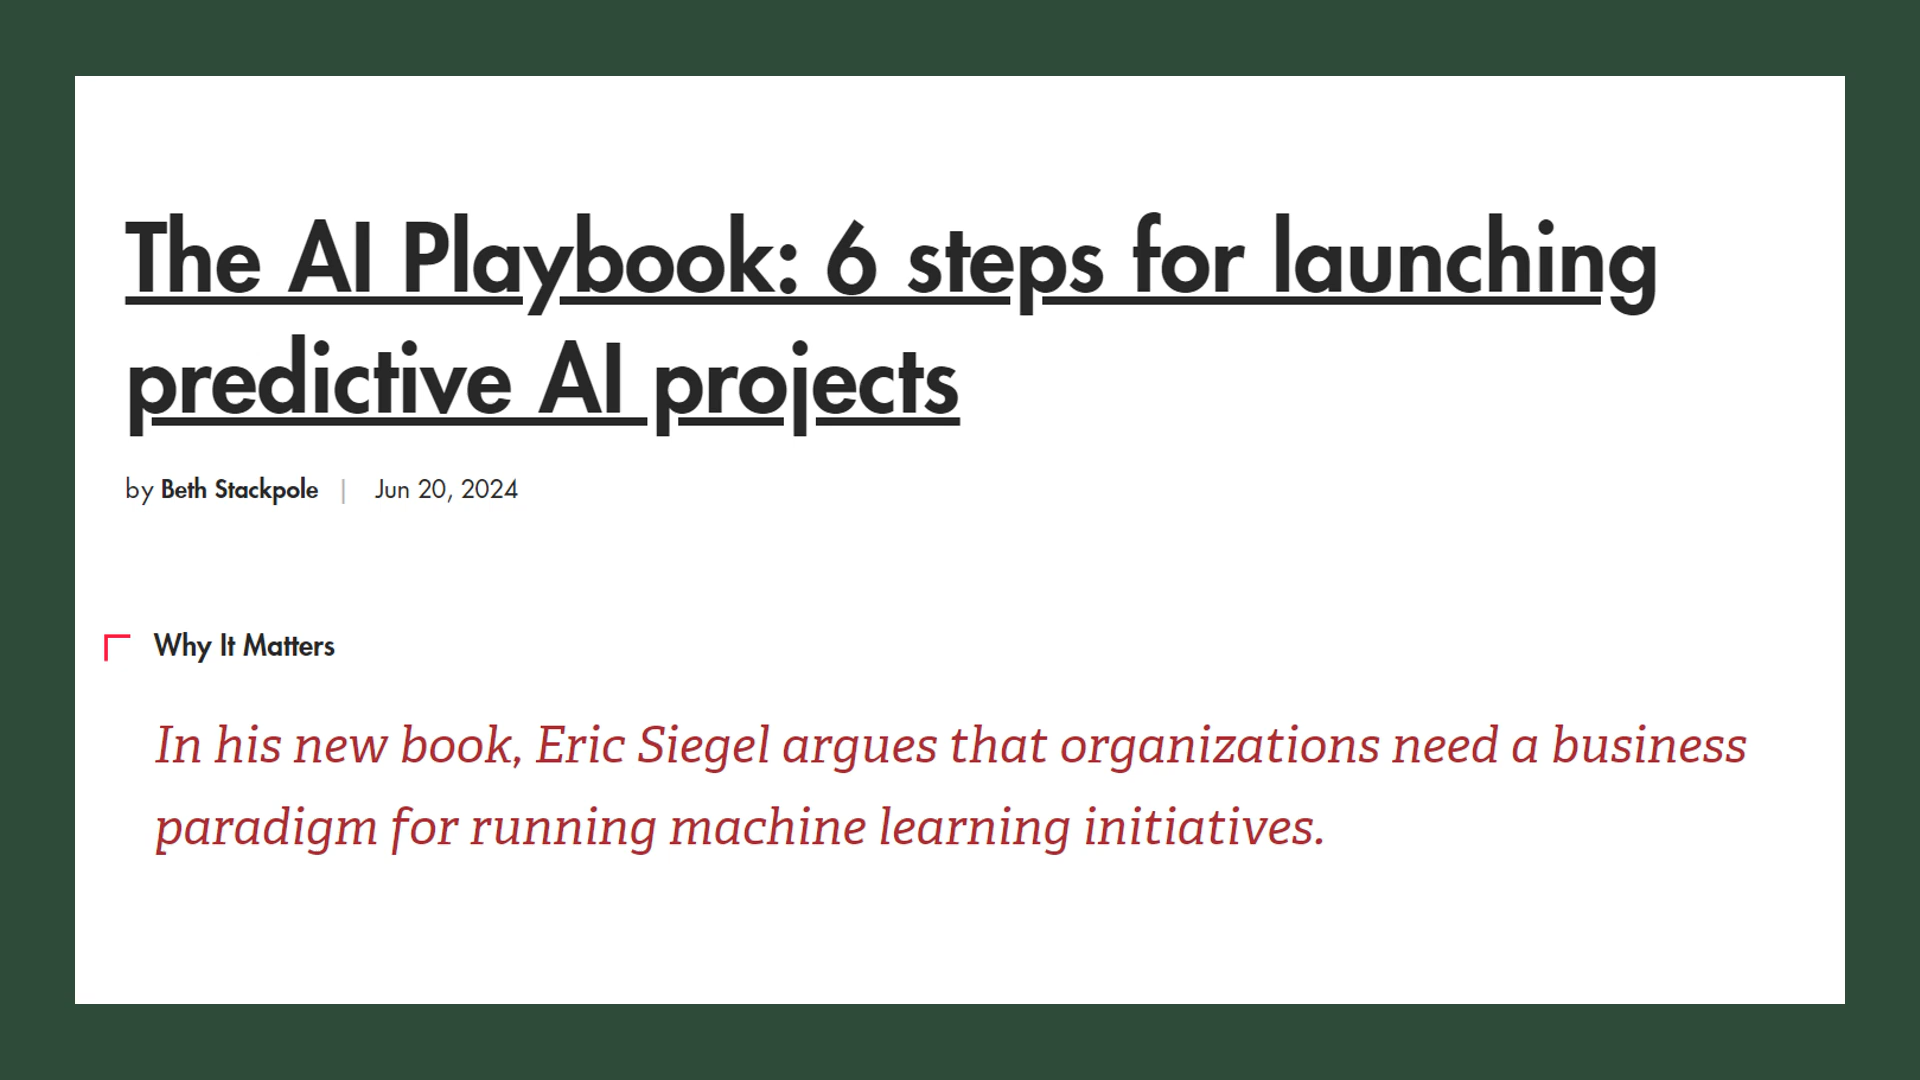 The AI Playbook: 6 steps for launching
predictive AI projects
by Beth Stackpole | Jun 20, 2024
Why It Matters
In his new book, Eric Siegel argues that organizations need a business
paradigm for running machine learning initiatives.